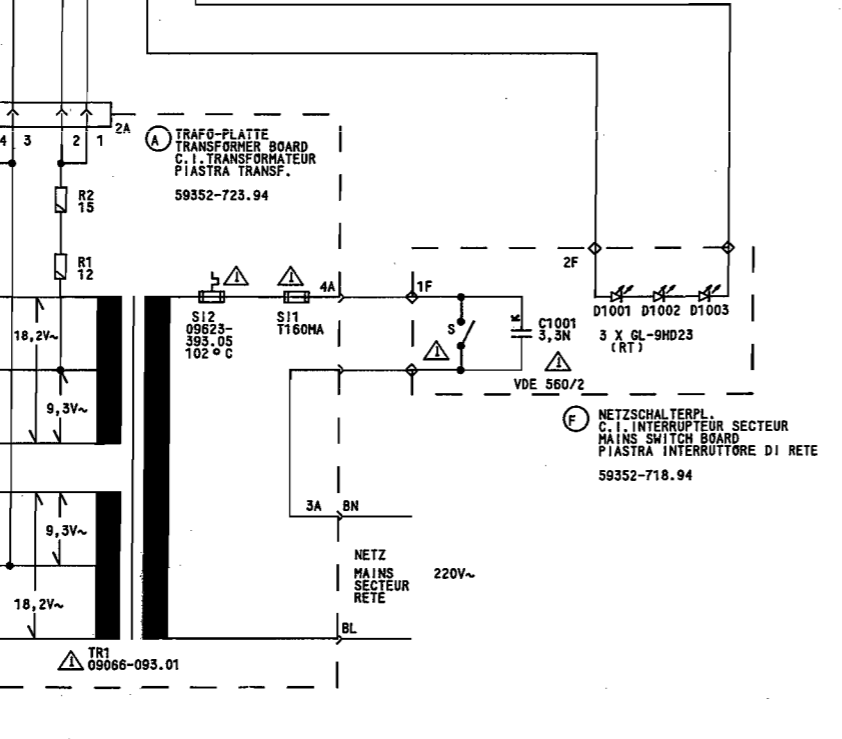 4 3 2 1
2A
A
TRAFO-PLATTE
TRANSFORMER BOARD
C.I.TRANSFORMATEUR
PIASTRA TRANSF.
59352-723.94
R2
15
R1
12
SI2
09623-
393.05
102°C
SI1
T160MA
4A
1F
S
K
C1001
3,3N
VDE 560/2
2F
D1001 D1002 D1003
3 X GL-9HD23
(RT)
F
NETZSCHALTERPL.
C.I.INTERRUPTEUR SECTEUR
MAINS SWITCH BOARD
PIASTRA INTERRUTTORE DI RETE
59352-718.94
18,2V~
9,3V~
9,3V~
18,2V~
3A BN
NETZ
MAINS
SECTEUR
RETE
220V~
BL
TR1
09066-093.01